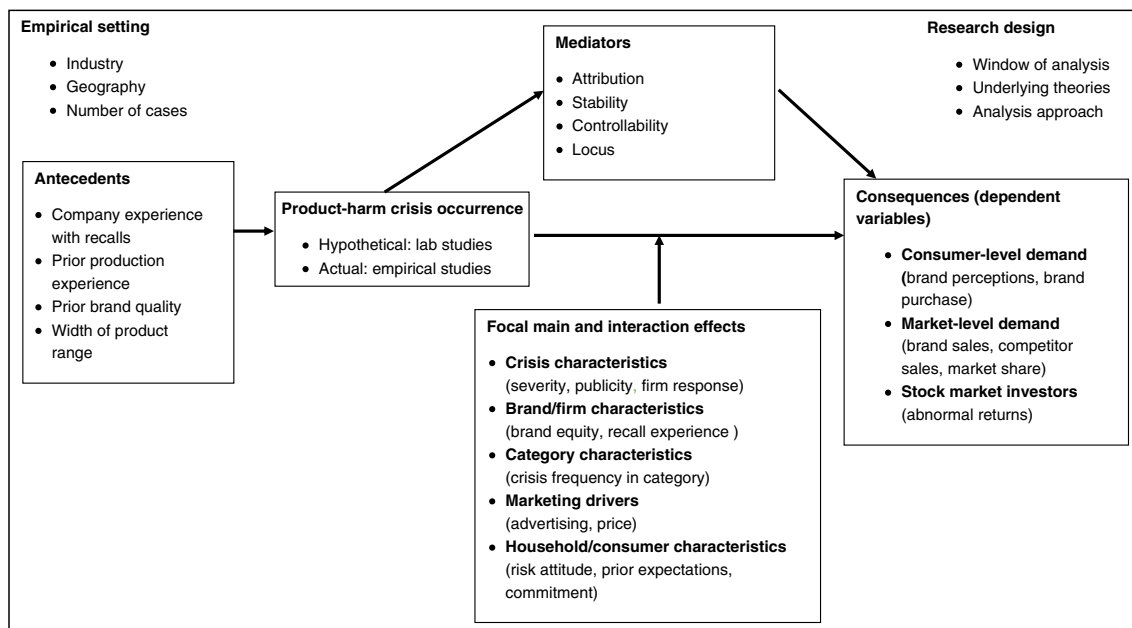 Empirical setting
• Industry
• Geography
• Number of cases
Mediators
• Attribution
• Stability
• Controllability
• Locus
Research design
• Window of analysis
• Underlying theories
• Analysis approach
Antecedents
• Company experience
with recalls
• Prior production
experience
• Prior brand quality
• Width of product
range
Product-harm crisis occurrence
• Hypothetical: lab studies
• Actual: empirical studies
Consequences (dependent
variables)
• Consumer-level demand
(brand perceptions, brand
purchase)
• Market-level demand
(brand sales, competitor
sales, market share)
• Stock market investors
(abnormal returns)
Focal main and interaction effects
• Crisis characteristics
(severity, publicity, firm response)
• Brand/firm characteristics
(brand equity, recall experience )
• Category characteristics
(crisis frequency in category)
• Marketing drivers
(advertising, price)
• Household/consumer characteristics
(risk attitude, prior expectations,
commitment)